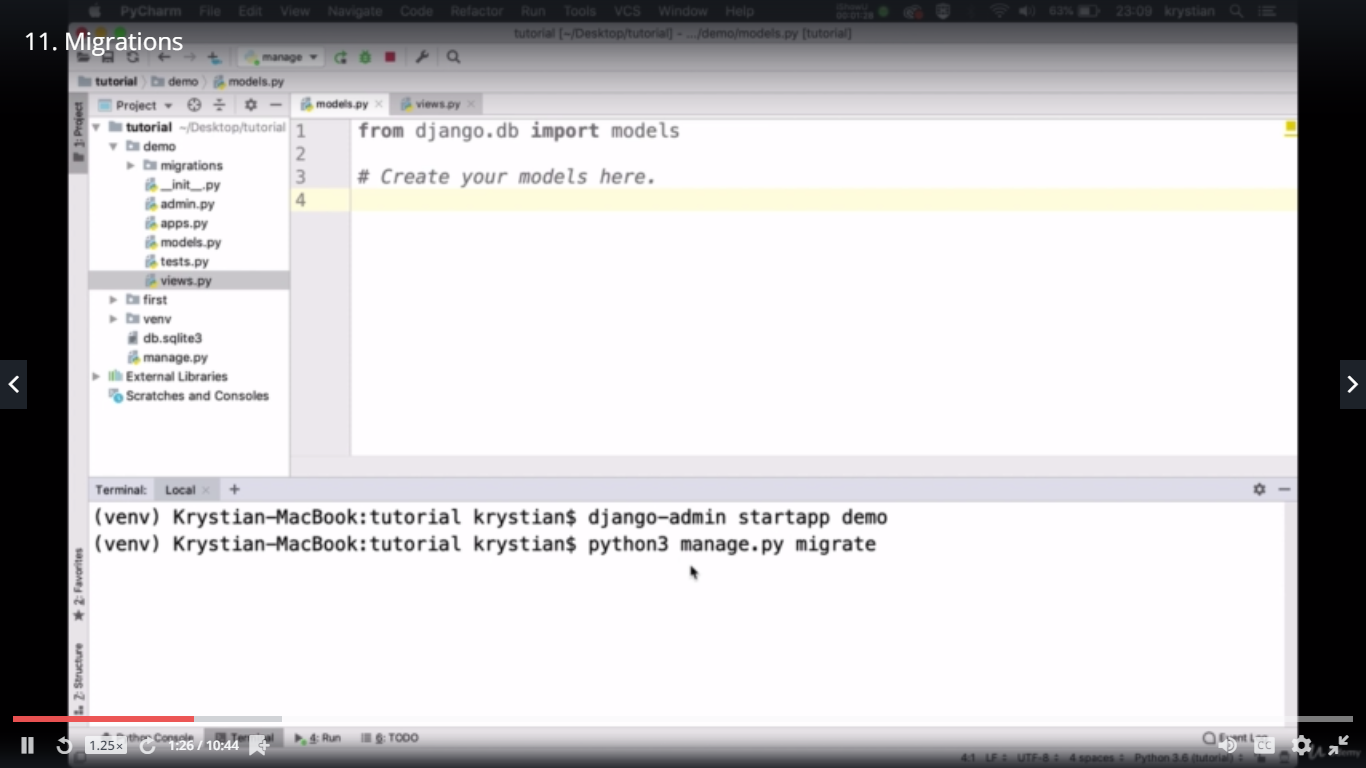 PyCharm File Edit View Navigate Code Refactor Run Tools VCS Window Help 63% 23:09 krystian
tutorial [~/Desktop/tutorial] - .../demo/models.py [tutorial]
11. Migrations
manage
tutorial demo models.py
1: Project
Project
models.py views.py
tutorial ~/Desktop/tutorial
demo
migrations
__init__.py
admin.py
apps.py
models.py
tests.py
views.py
first
venv
db.sqlite3
manage.py
External Libraries
Scratches and Consoles
1 from django.db import models
2
3 # Create your models here.
4
Terminal: Local +
(venv) Krystian-MacBook:tutorial krystian$ django-admin startapp demo
(venv) Krystian-MacBook:tutorial krystian$ python3 manage.py migrate
2: Favorites
7: Structure
Python Console Terminal 4: Run 6: TODO Event Log
1.25× 1:26 / 10:44 CC
4:1 LF UTF-8 4 spaces Python 3.6 (tutorial)